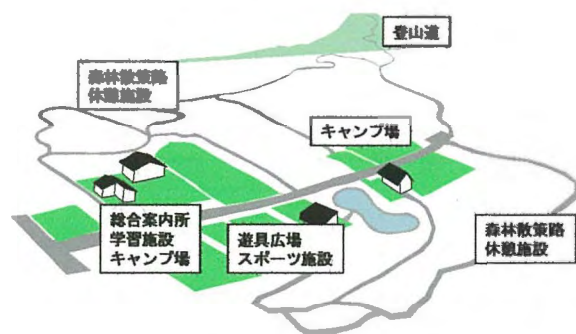 登山道
森林散策路
休憩施設
キャンプ場
総合案内所
学習施設
キャンプ場
遊具広場
スポーツ施設
森林散策路
休憩施設